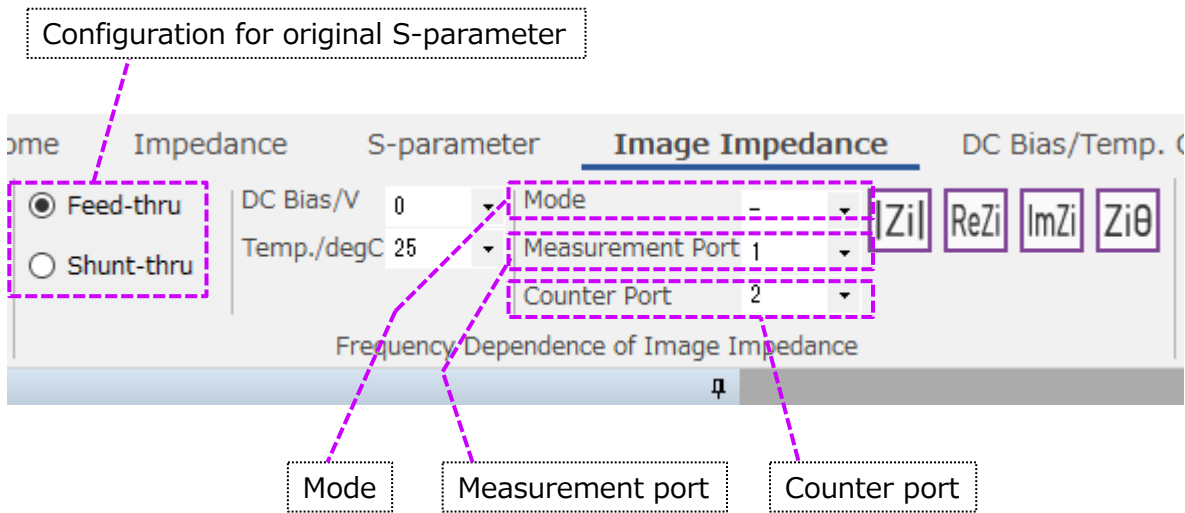 Configuration for original S-parameter
ome Impedance S-parameter Image Impedance DC Bias/Temp. C
Feed-thru DC Bias/V 0 Mode - |Zi| ReZi ImZi Ziθ
Temp./degC 25 Measurement Port 1
Shunt-thru
Counter Port 2
Frequency Dependence of Image Impedance
Mode Measurement port Counter port